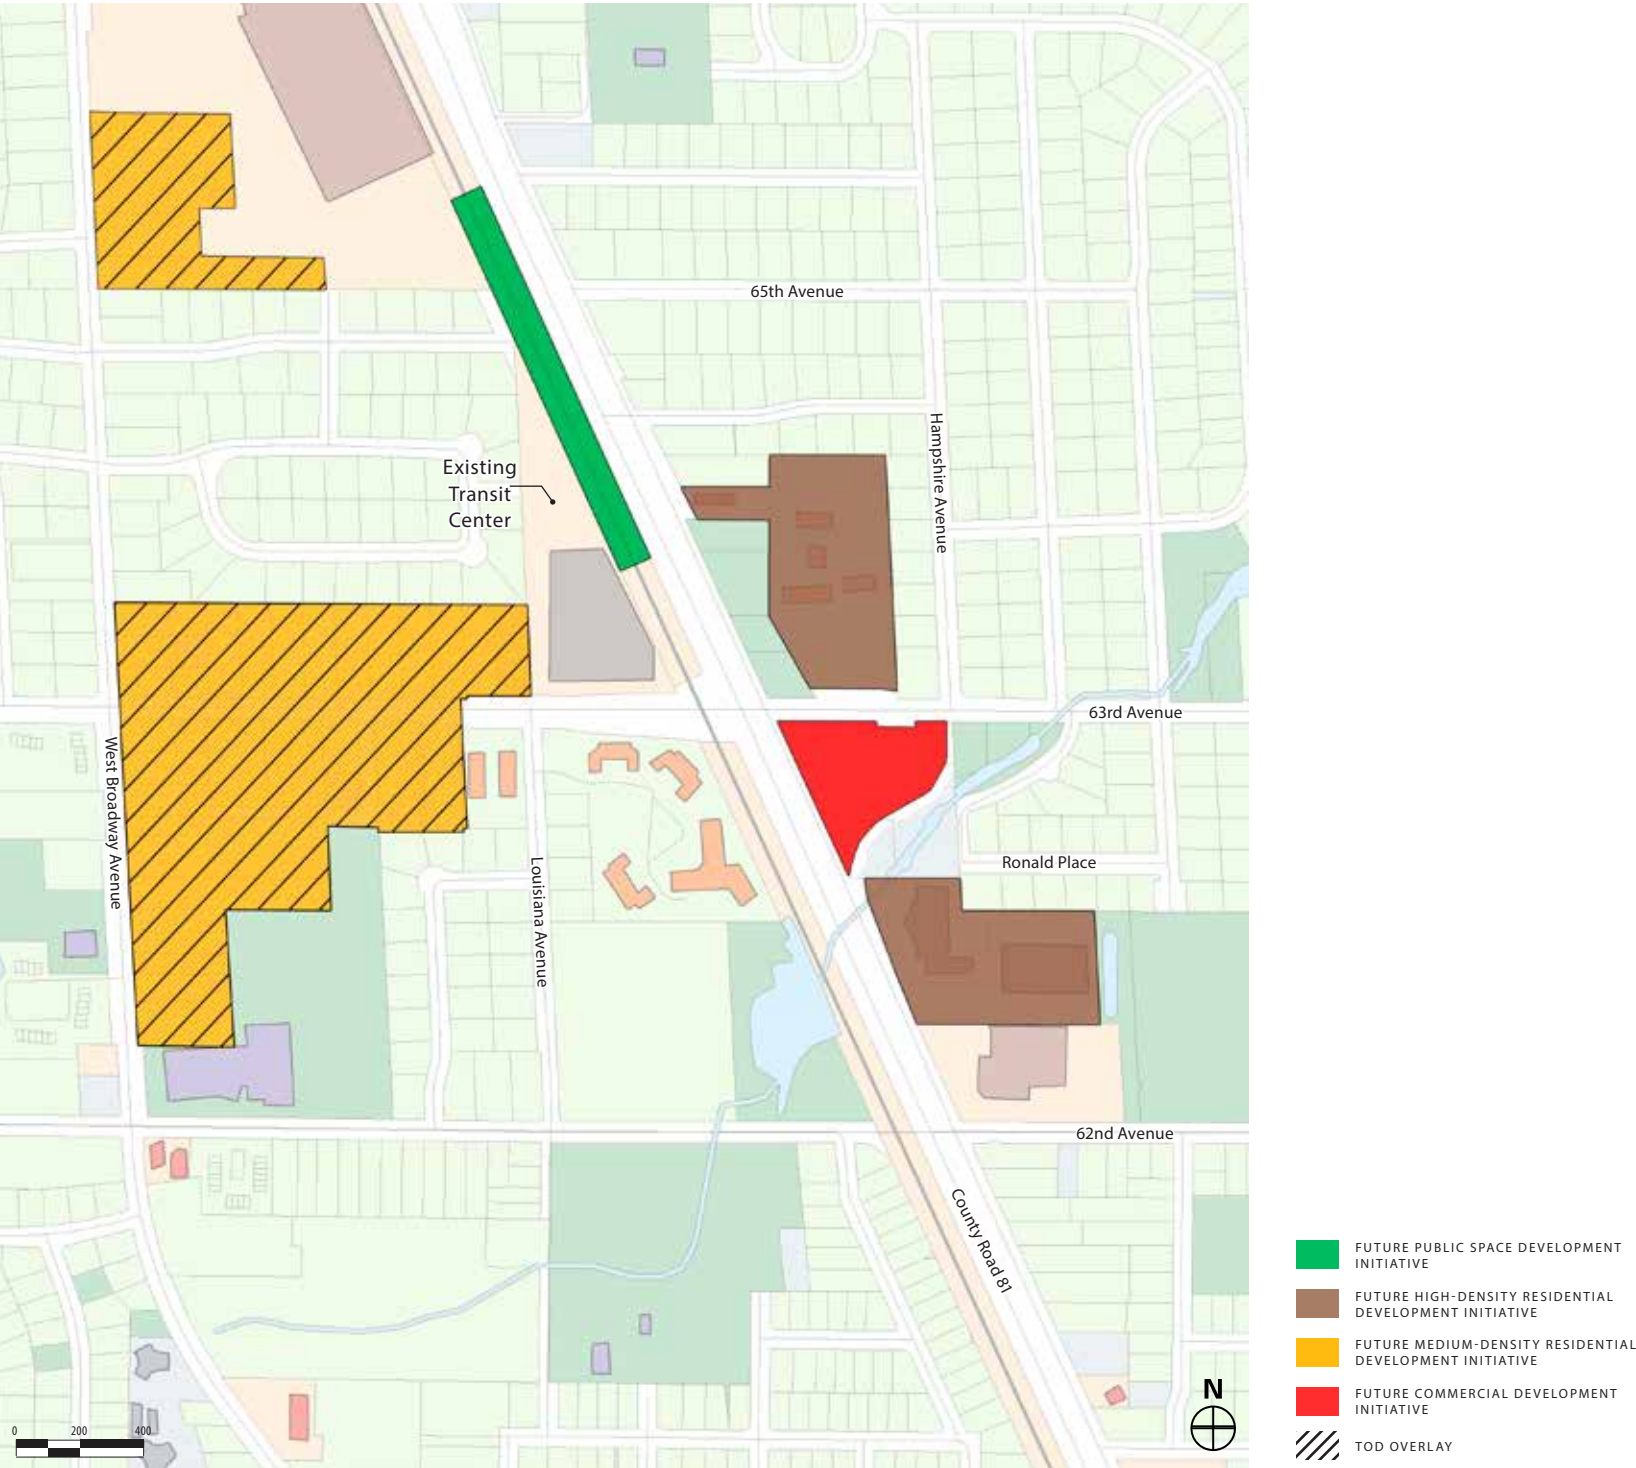 65th Avenue
Hampshire Avenue
Existing
Transit
Center
63rd Avenue
West Broadway Avenue
Ronald Place
Louisiana Avenue
62nd Avenue
County Road 81
FUTURE PUBLIC SPACE DEVELOPMENT
INITIATIVE
FUTURE HIGH-DENSITY RESIDENTIAL
DEVELOPMENT INITIATIVE
FUTURE MEDIUM-DENSITY RESIDENTIAL
DEVELOPMENT INITIATIVE
FUTURE COMMERCIAL DEVELOPMENT
INITIATIVE
TOD OVERLAY
N
0 200 400